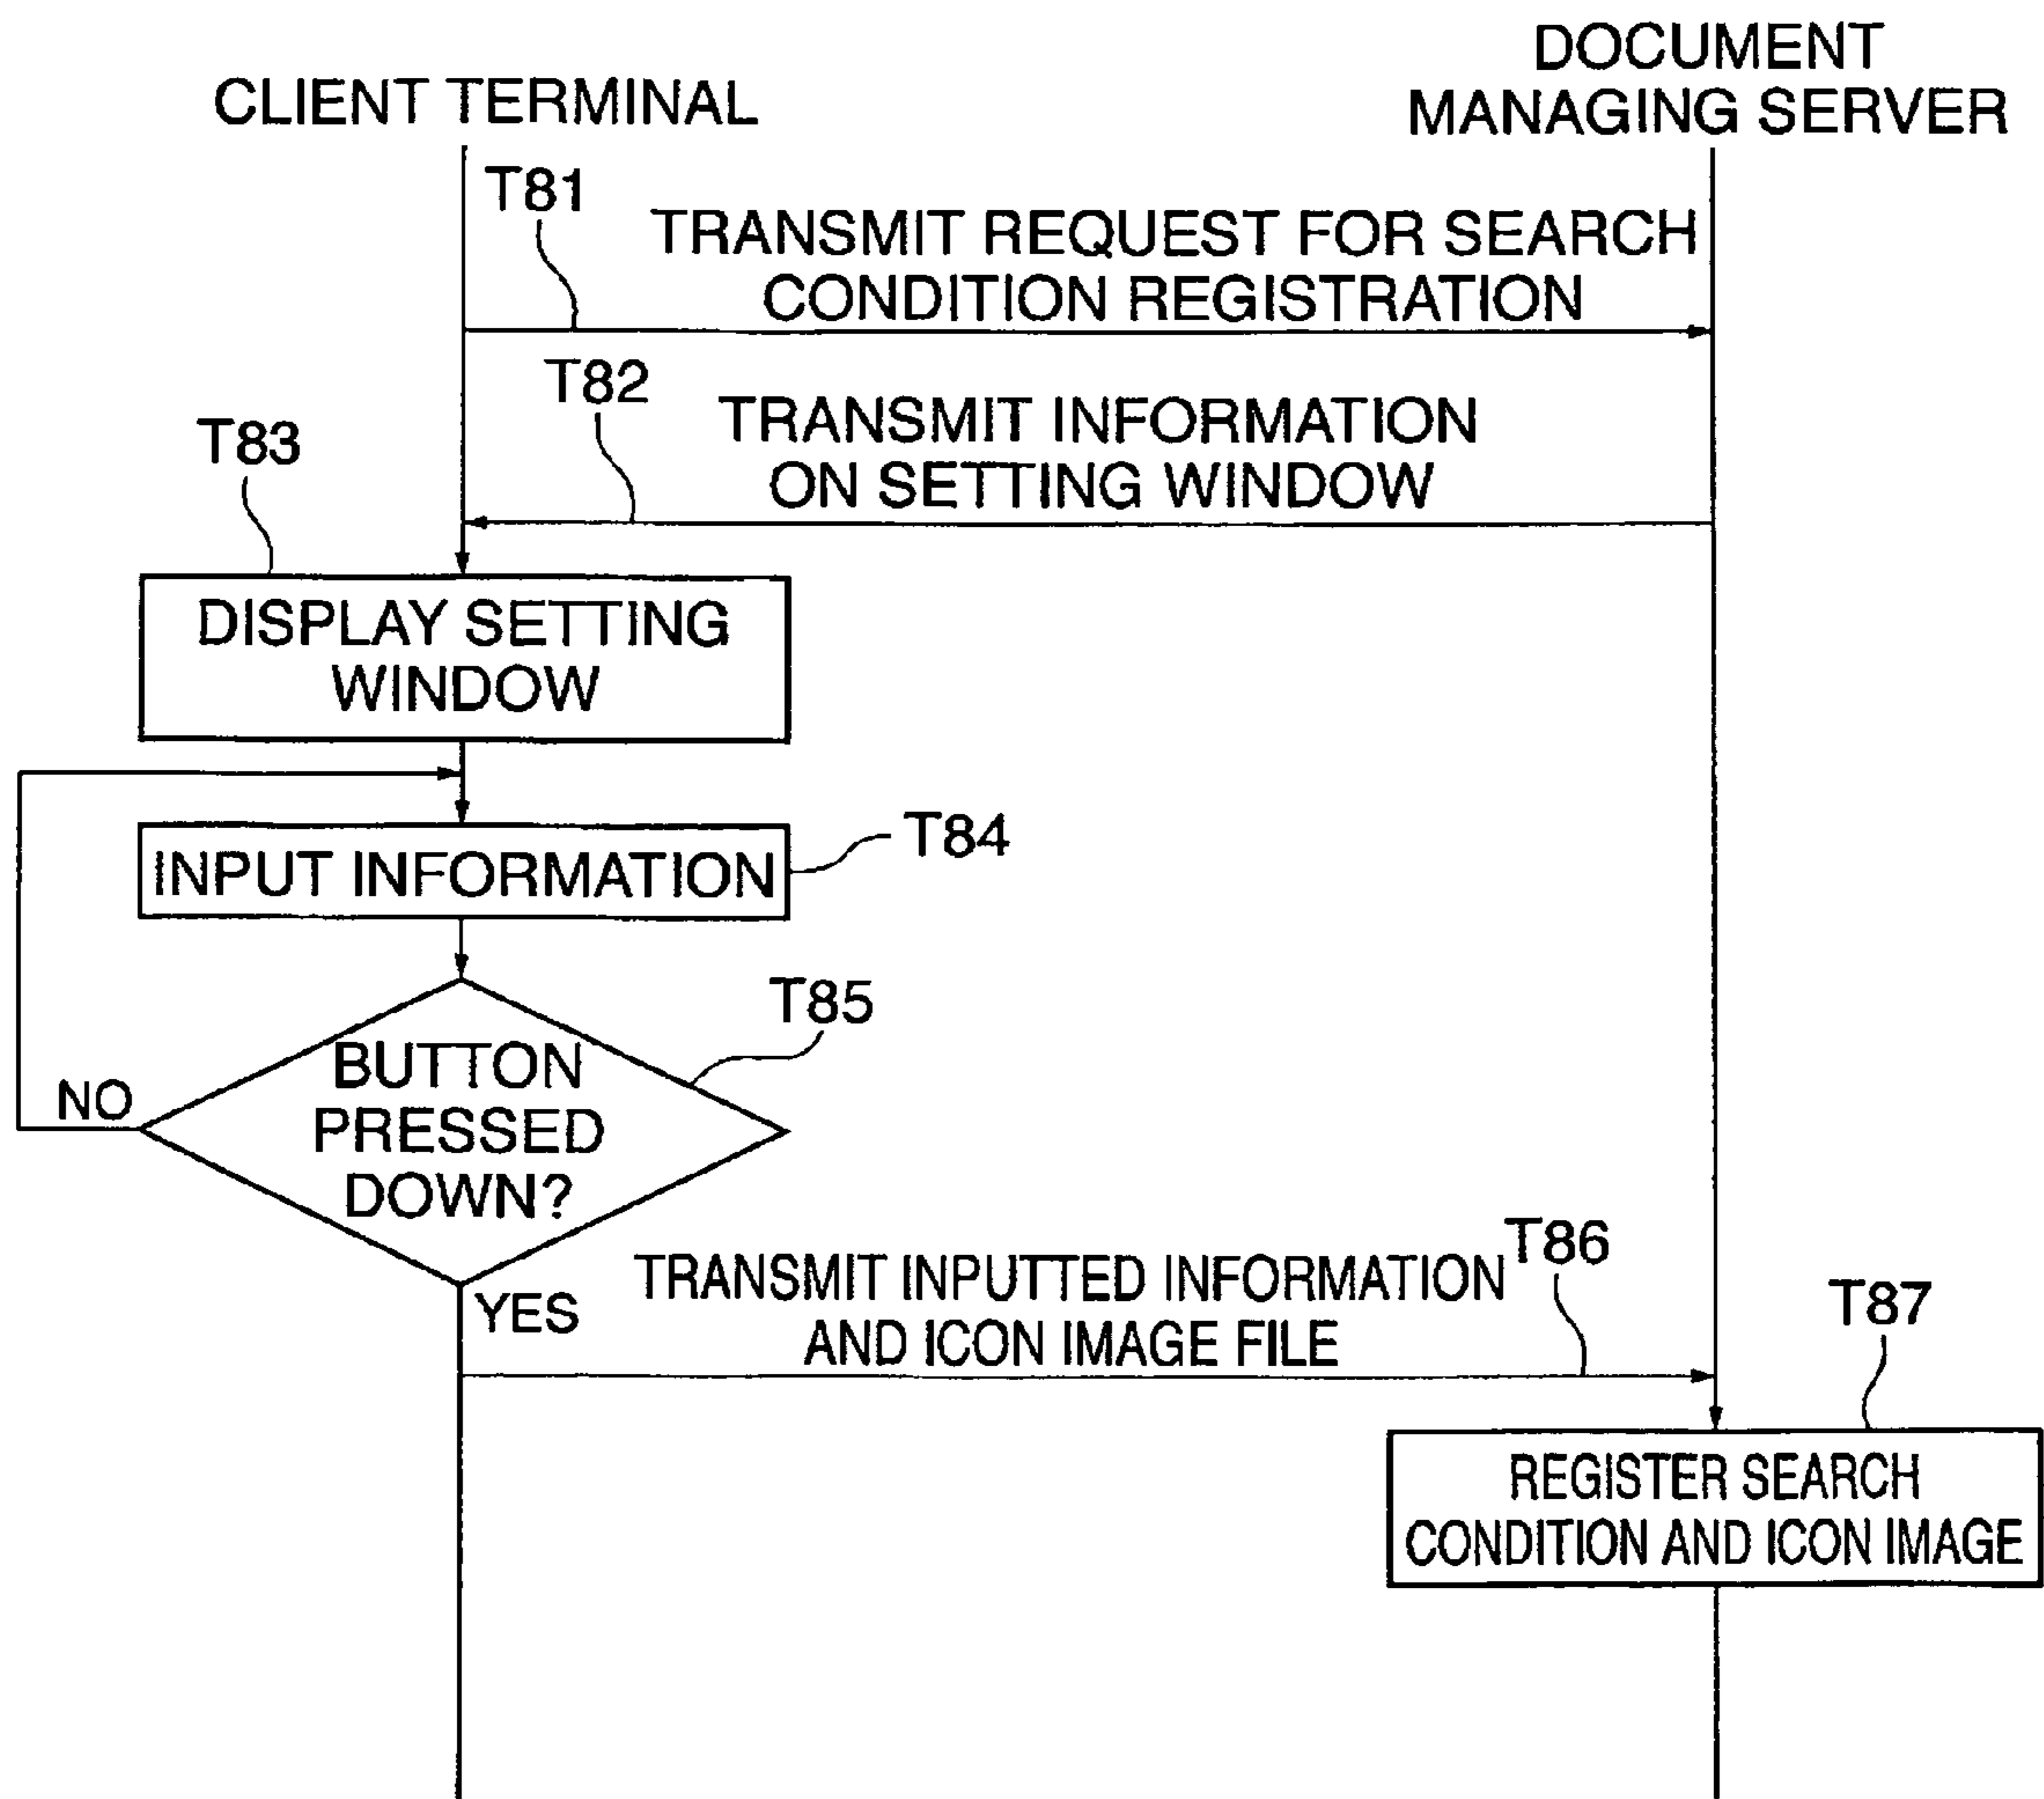 CLIENT TERMINAL
DOCUMENT
MANAGING SERVER
T81
TRANSMIT REQUEST FOR SEARCH
CONDITION REGISTRATION
T82
TRANSMIT INFORMATION
ON SETTING WINDOW
T83
DISPLAY SETTING
WINDOW
INPUT INFORMATION
T84
T85
BUTTON
PRESSED
DOWN?
NO
YES
TRANSMIT INPUTTED INFORMATION
AND ICON IMAGE FILE
T86
T87
REGISTER SEARCH
CONDITION AND ICON IMAGE